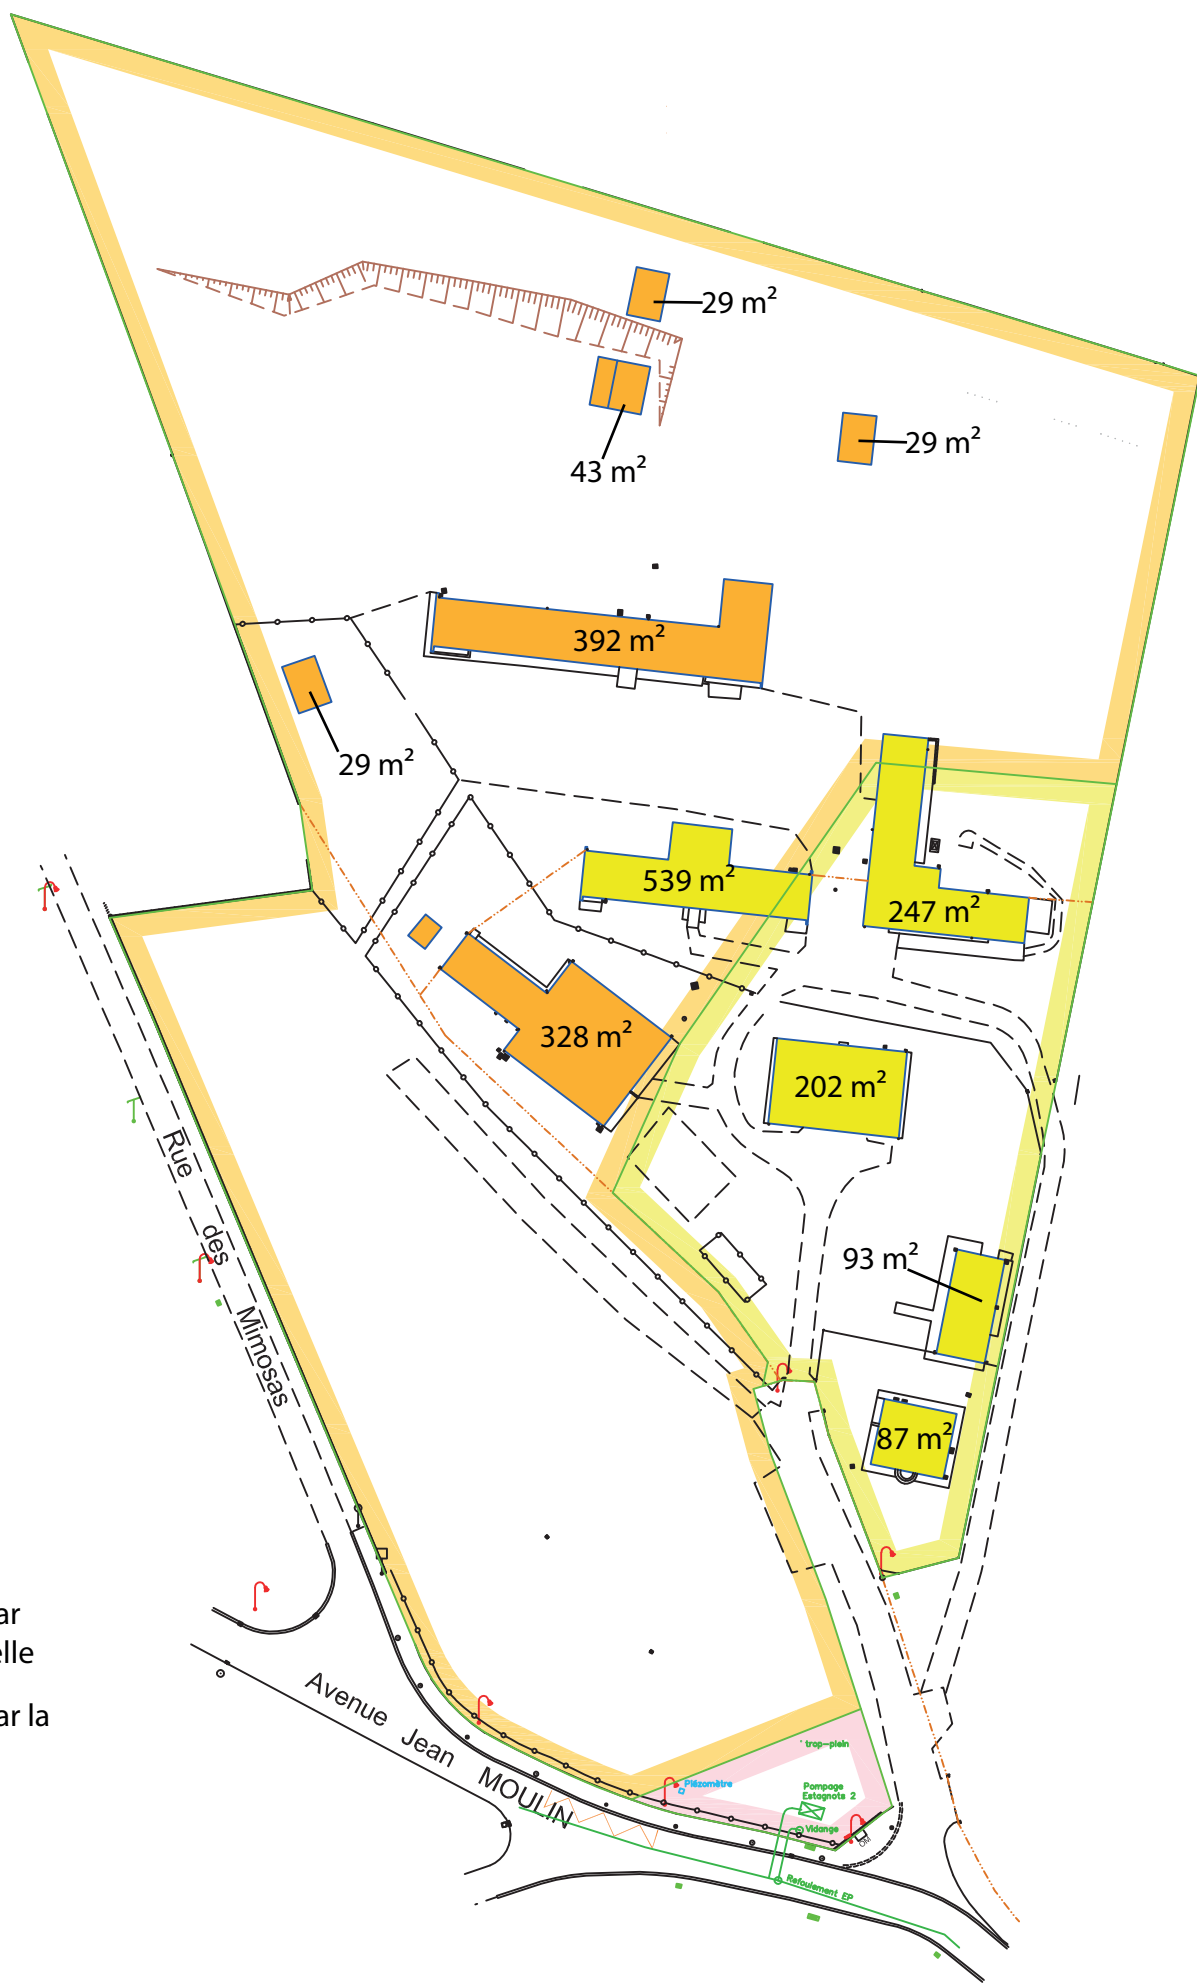 29 m²
29 m²
43 m²
392 m²
29 m²
539 m²
247 m²
328 m²
202 m²
Rue des Mimosas
93 m²
87 m²
ar
elle
ar la
Avenue Jean MOULIN
trop-plein
Piézomètre
Pompage
Estagnots 2
Vidange
OM
Refoulement EP